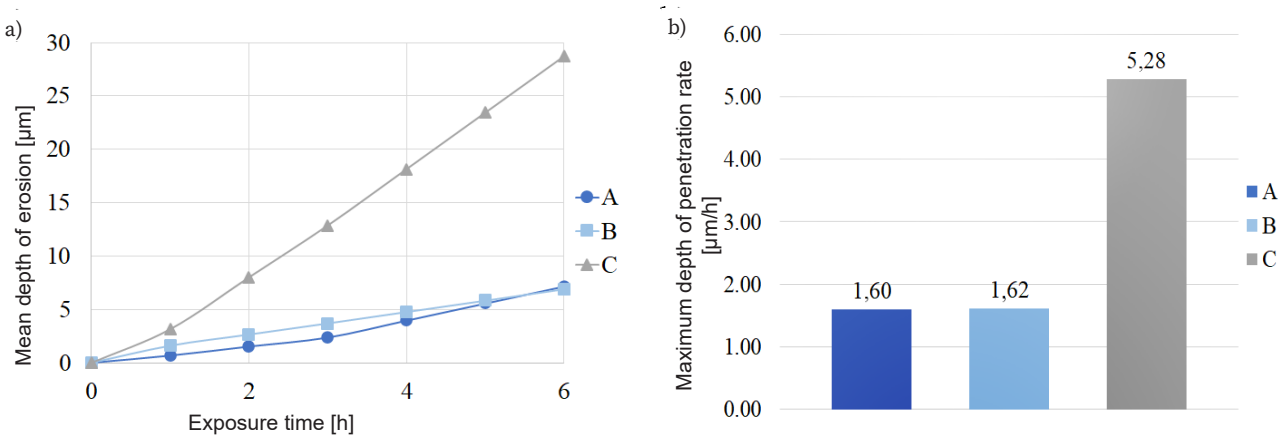 a)
Mean depth of erosion [µm]
30
25
20
15
10
5
0
0
2
4
6
Exposure time [h]
A
B
C
b)
Maximum depth of penetration rate
[µm/h]
6.00
5.00
4.00
3.00
2.00
1.00
0.00
1,60
1,62
5,28
A
B
C